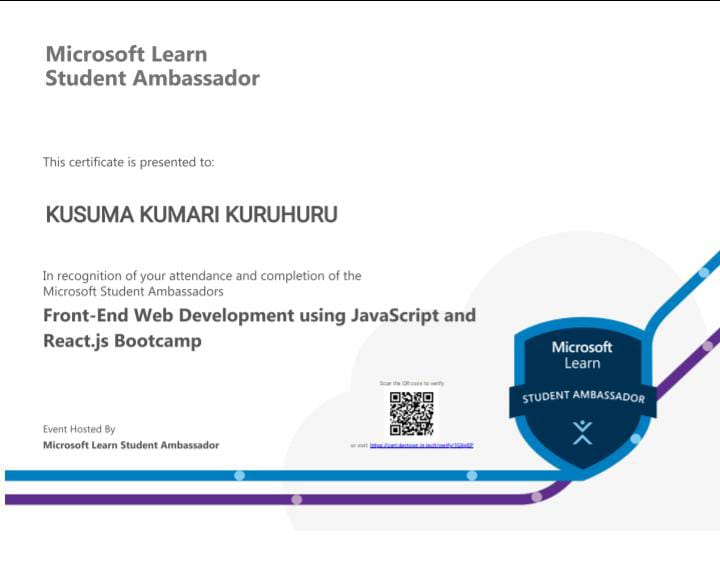 Microsoft Learn
Student Ambassador
This certificate is presented to:
KUSUMA KUMARI KURUHURU
In recognition of your attendance and completion of the
Microsoft Student Ambassadors
Front-End Web Development using JavaScript and
React.js Bootcamp
Microsoft
Learn
STUDENT AMBASSADOR
Scan the QR code to verify
Event Hosted By
Microsoft Learn Student Ambassador
or visit: